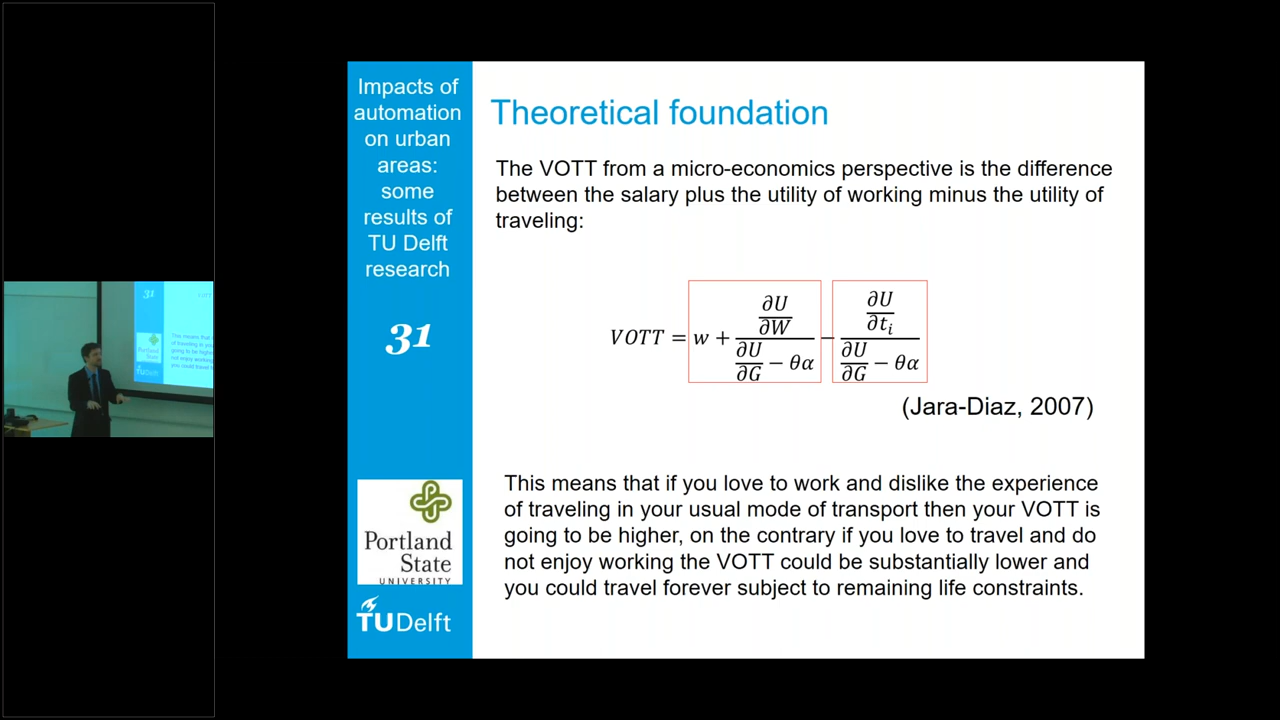 Impacts of
automation
on urban
areas:
some
results of
TU Delft
research
31
Portland
State
UNIVERSITY
TU Delft
Theoretical foundation
The VOTT from a micro-economics perspective is the difference
between the salary plus the utility of working minus the utility of
traveling:
VOTT = w + (∂U/∂W)/(∂U/∂G − θα) − (∂U/∂tᵢ)/(∂U/∂G − θα)
(Jara-Diaz, 2007)
This means that if you love to work and dislike the experience
of traveling in your usual mode of transport then your VOTT is
going to be higher, on the contrary if you love to travel and do
not enjoy working the VOTT could be substantially lower and
you could travel forever subject to remaining life constraints.
31
Portland
State